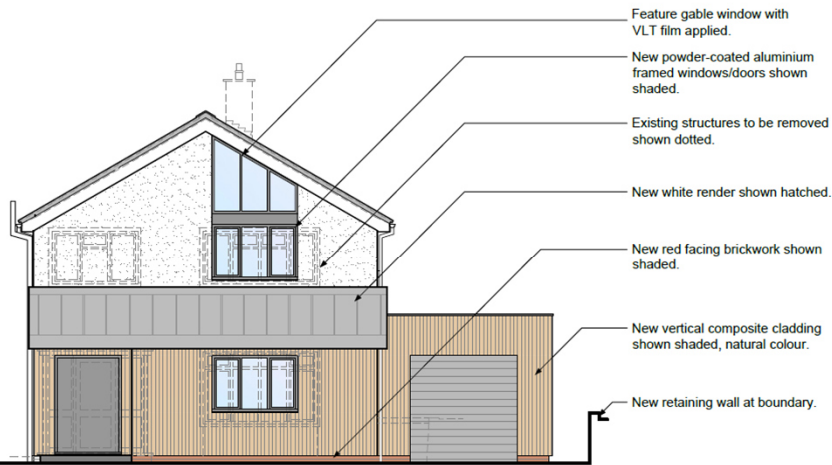 Feature gable window with
VLT film applied.
New powder-coated aluminium
framed windows/doors shown
shaded.
Existing structures to be removed
shown dotted.
New white render shown hatched.
New red facing brickwork shown
shaded.
New vertical composite cladding
shown shaded, natural colour.
New retaining wall at boundary.